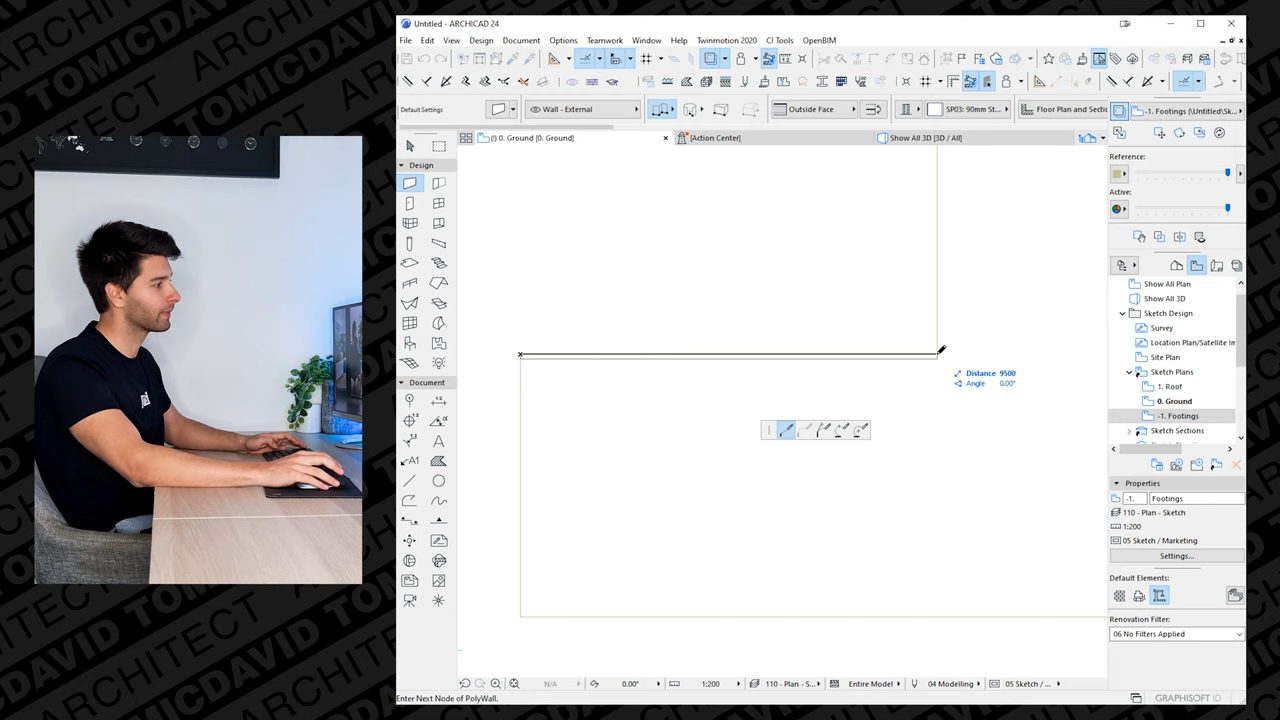 ARCHITECT
DAVID TOMIC
Untitled - ARCHICAD 24
File Edit View Design Document Options Teamwork Window Help Twinmotion 2020 CI Tools OpenBIM
Default Settings
Wall - External
Outside Face
SP03: 90mm St...
Floor Plan and Sectio
-1. Footings (Untitled\Sk...
(!) 0. Ground [0. Ground]
[Action Center]
Show All 3D [3D / All]
Design
Reference:
Active:
Show All Plan
Show All 3D
Sketch Design
Survey
Location Plan/Satellite Im
Site Plan
Sketch Plans
1. Roof
0. Ground
-1. Footings
Sketch Sections
Distance 9500
Angle 0.00°
Document
Properties
-1. Footings
110 - Plan - Sketch
1:200
05 Sketch / Marketing
Settings...
Default Elements:
Renovation Filter:
06 No Filters Applied
N/A 0.00° 1:200 110 - Plan - S... Entire Model 04 Modelling 05 Sketch / ...
Enter Next Node of PolyWall.
GRAPHISOFT ID